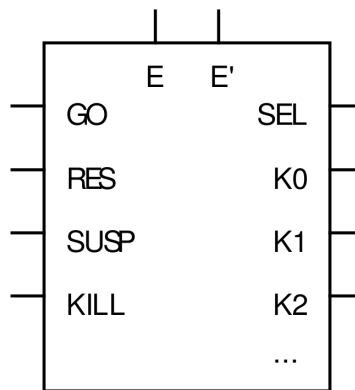 E E'
GO SEL
RES K0
SUSP K1
KILL K2
...